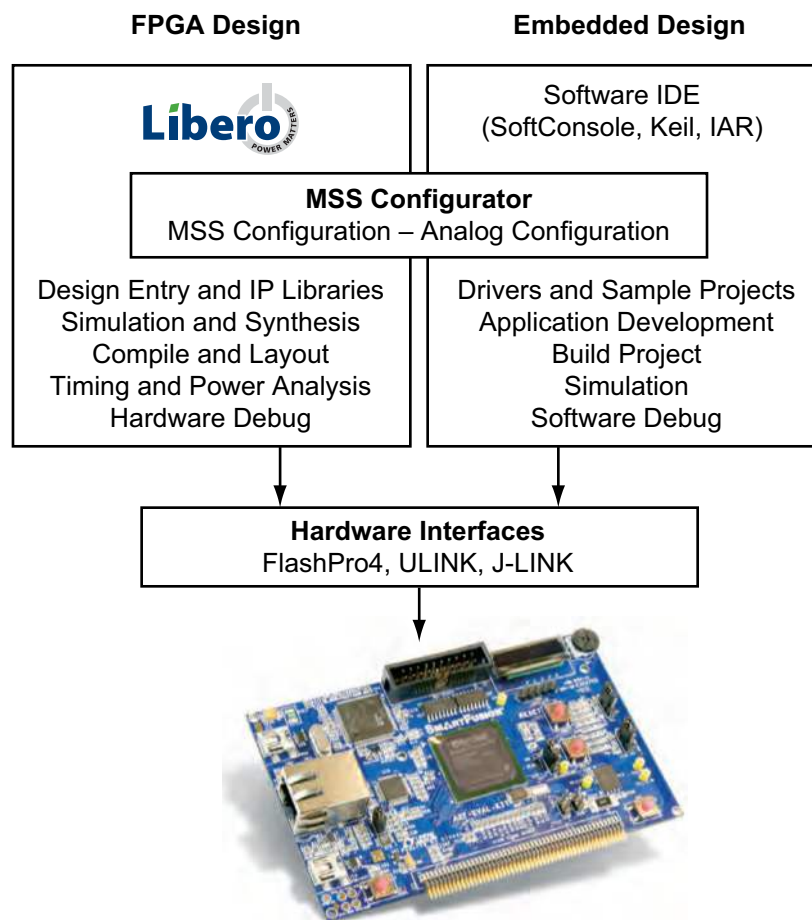 FPGA Design
Embedded Design
Libero
POWER MATTERS
Software IDE
(SoftConsole, Keil, IAR)
MSS Configurator
MSS Configuration – Analog Configuration
Design Entry and IP Libraries
Simulation and Synthesis
Compile and Layout
Timing and Power Analysis
Hardware Debug
Drivers and Sample Projects
Application Development
Build Project
Simulation
Software Debug
Hardware Interfaces
FlashPro4, ULINK, J-LINK
SMARTFUSION
RESET